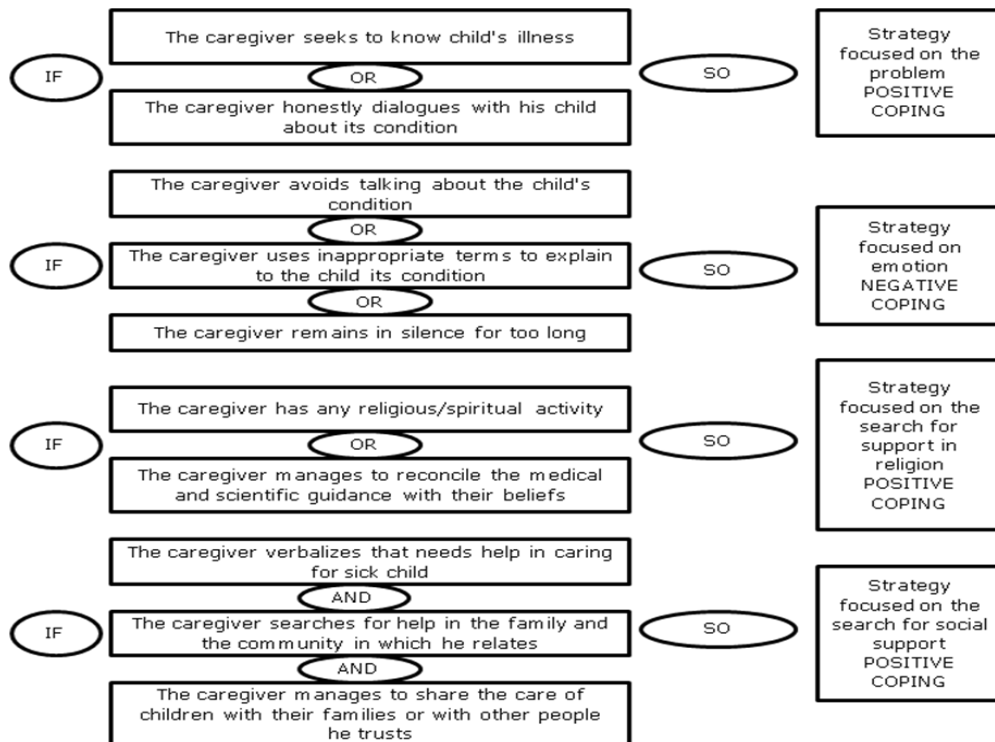 The caregiver seeks to know child's illness
IF
OR
SO
The caregiver honestly dialogues with his child
about its condition
Strategy
focused on the
problem
POSITIVE
COPING
The caregiver avoids talking about the child's
condition
OR
IF
The caregiver uses inappropriate terms to explain
to the child its condition
SO
OR
The caregiver remains in silence for too long
Strategy
focused on
emotion
NEGATIVE
COPING
The caregiver has any religious/spiritual activity
IF
OR
SO
The caregiver manages to reconcile the medical
and scientific guidance with their beliefs
Strategy
focused on the
search for
support in
religion
POSITIVE
COPING
The caregiver verbalizes that needs help in caring
for sick child
AND
IF
The caregiver searches for help in the family and
the community in which he relates
SO
AND
The caregiver manages to share the care of
children with their families or with other people
he trusts
Strategy
focused on the
search for social
support
POSITIVE
COPING